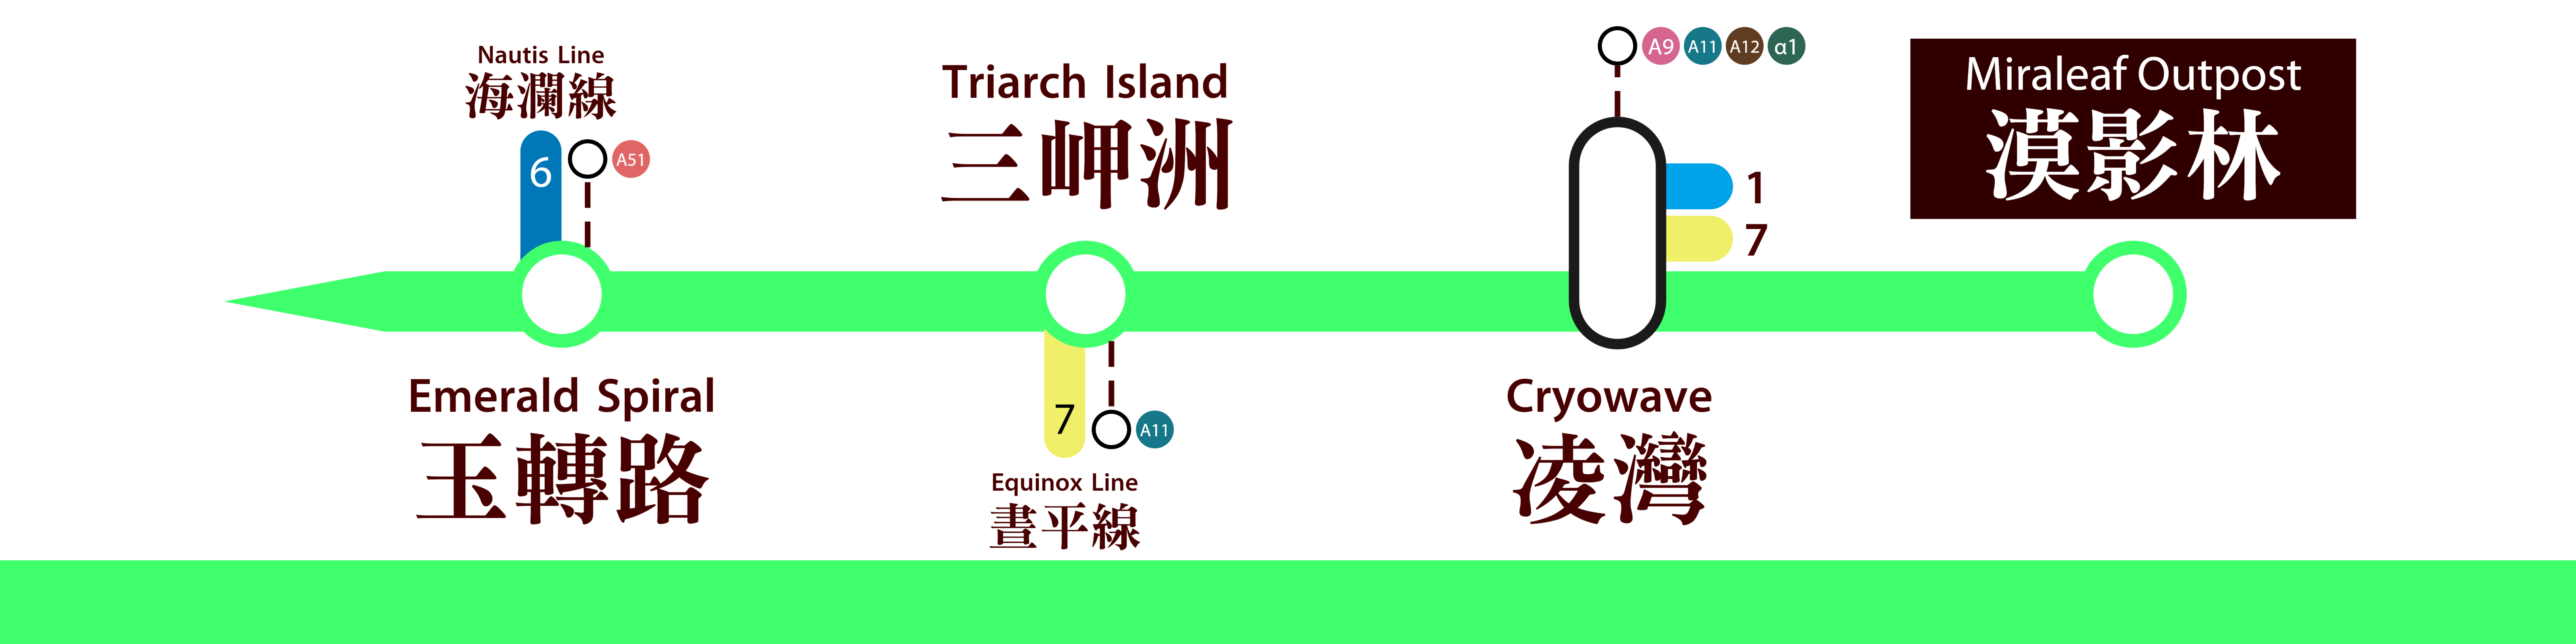 Nautis Line
海瀾線
6
A51
Emerald Spiral
玉轉路
Triarch Island
三岬洲
7
A11
Equinox Line
晝平線
A9 A11 A12 α1
1
7
Cryowave
凌灣
Miraleaf Outpost
漠影林